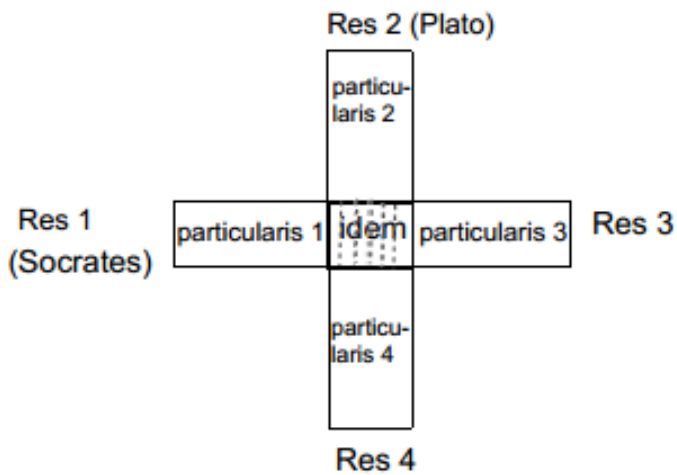 Res 2 (Plato)
particu-
laris 2
Res 1
(Socrates)
particularis 1
idem
particularis 3
Res 3
particu-
laris 4
Res 4